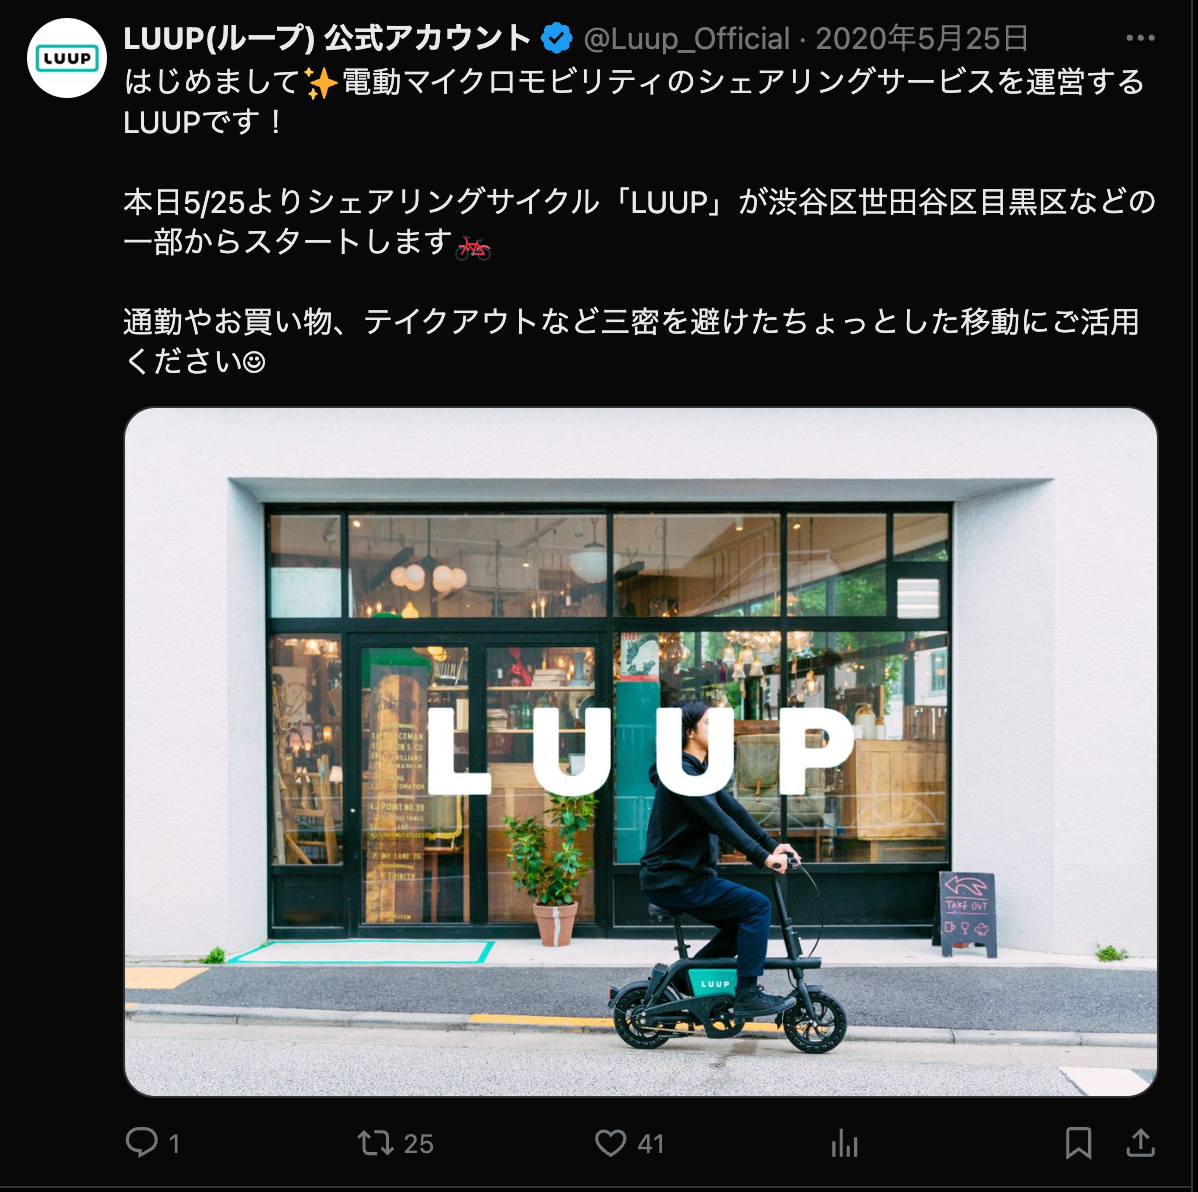 LUUP
LUUP(ループ) 公式アカウント @Luup_Official · 2020年5月25日
はじめまして✨電動マイクロモビリティのシェアリングサービスを運営する
LUUPです！
本日5/25よりシェアリングサイクル「LUUP」が渋谷区世田谷区目黒区などの
一部からスタートします🚲
通勤やお買い物、テイクアウトなど三密を避けたちょっとした移動にご活用
ください☺
LUUP
POINT NO.39
MY LAND CO.
TRINITY
TAKE OUT
LUUP
1 25 41